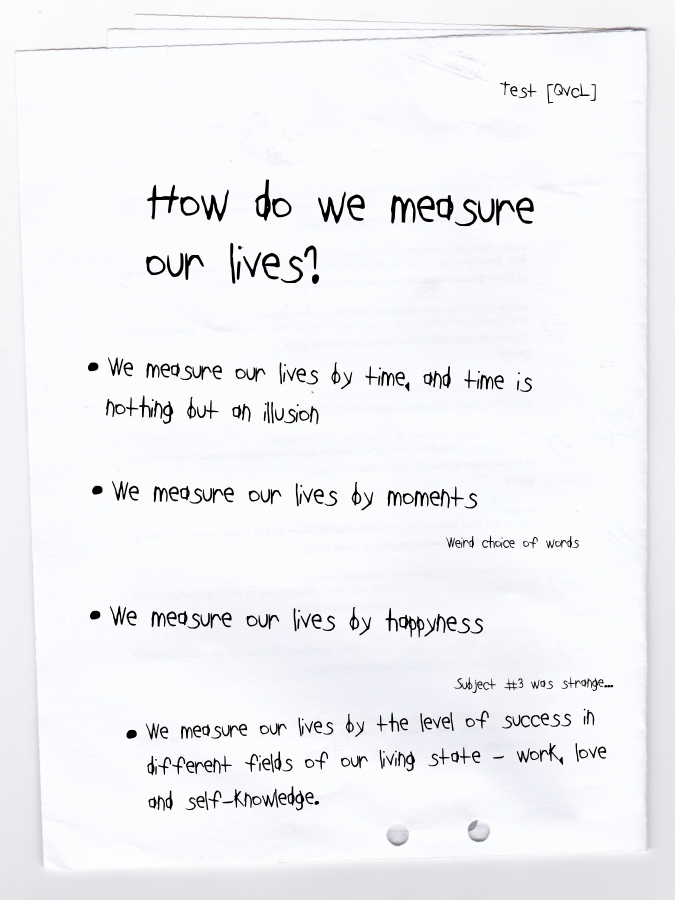 Test [QvcL]
How do we measure
our lives?
• We measure our lives by time, and time is
nothing but an illusion
• We measure our lives by moments
Weird choice of words
• We measure our lives by happyness
Subject #3 was strange...
• We measure our lives by the level of success in
different fields of our living state – work, love
and self-knowledge.